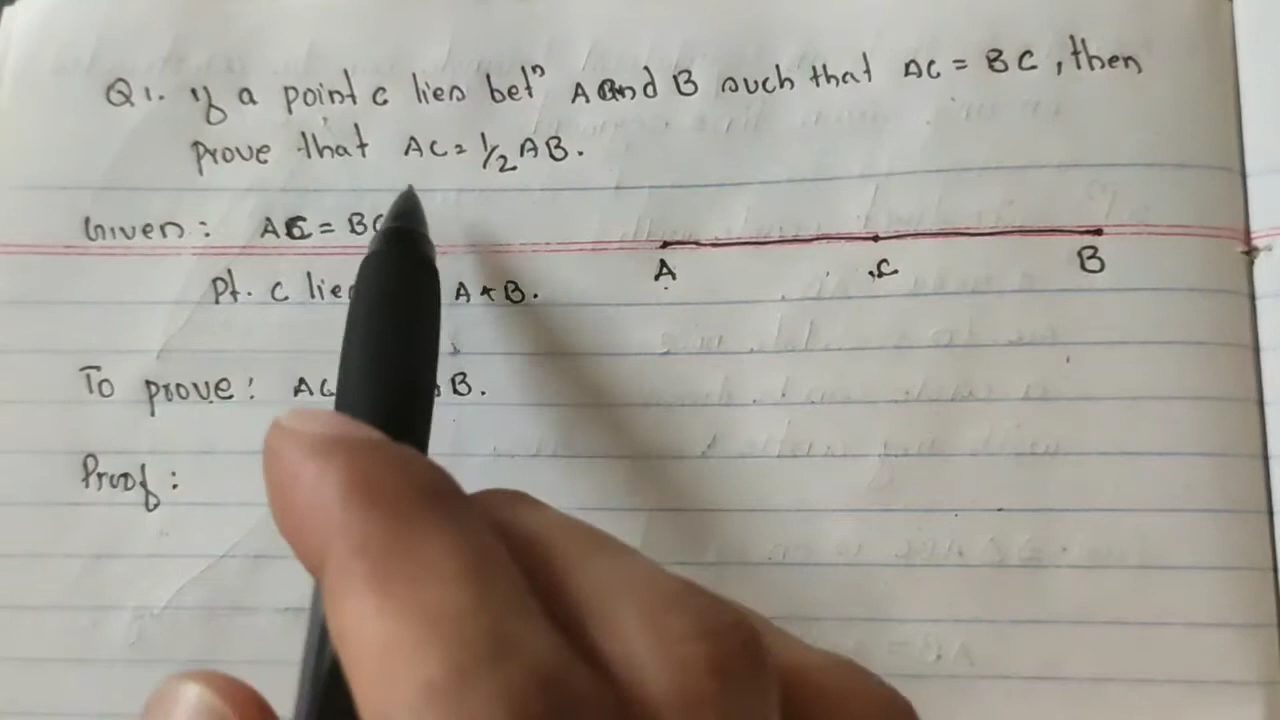 Q1. If a point C lies betn A and B such that AC = BC, then
prove that AC = 1/2 AB.
Given: AC = BC
A C B
Pt. C lies A & B.
To prove: AC B.
Proof: